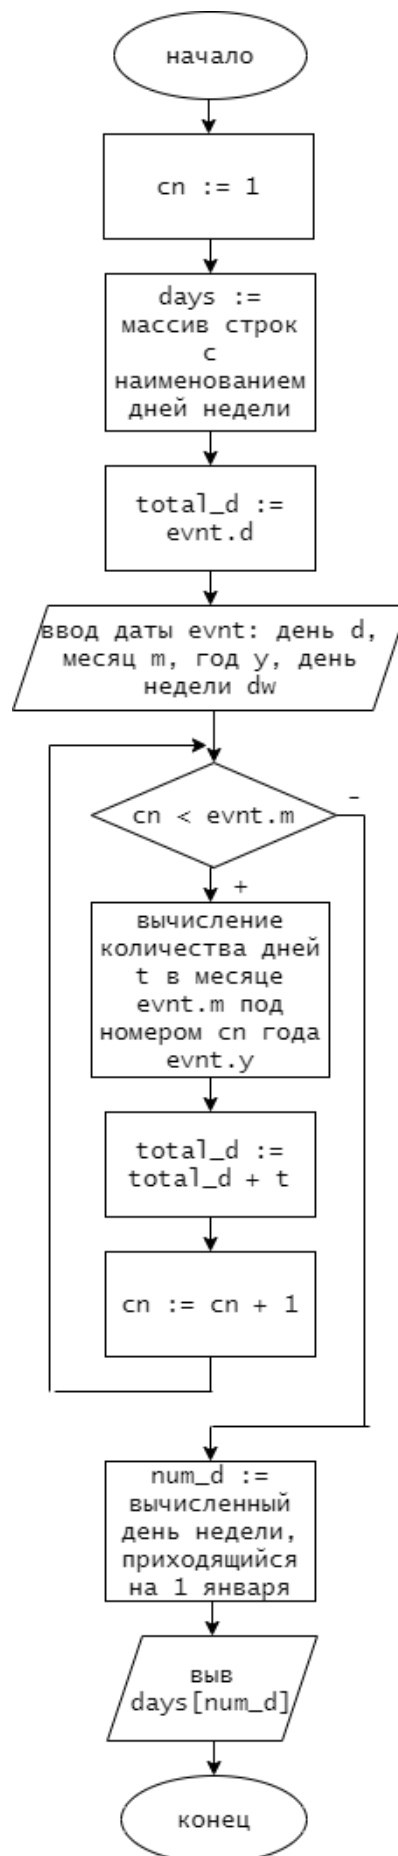 начало
cn := 1
days :=
массив строк
с
наименованием
дней недели
total_d :=
evnt.d
ввод даты evnt: день d,
месяц m, год y, день
недели dw
cn < evnt.m
-
+
вычисление
количества дней
t в месяце
evnt.m под
номером cn года
evnt.y
total_d :=
total_d + t
cn := cn + 1
num_d :=
вычисленный
день недели,
приходящийся
на 1 января
выв
days[num_d]
конец